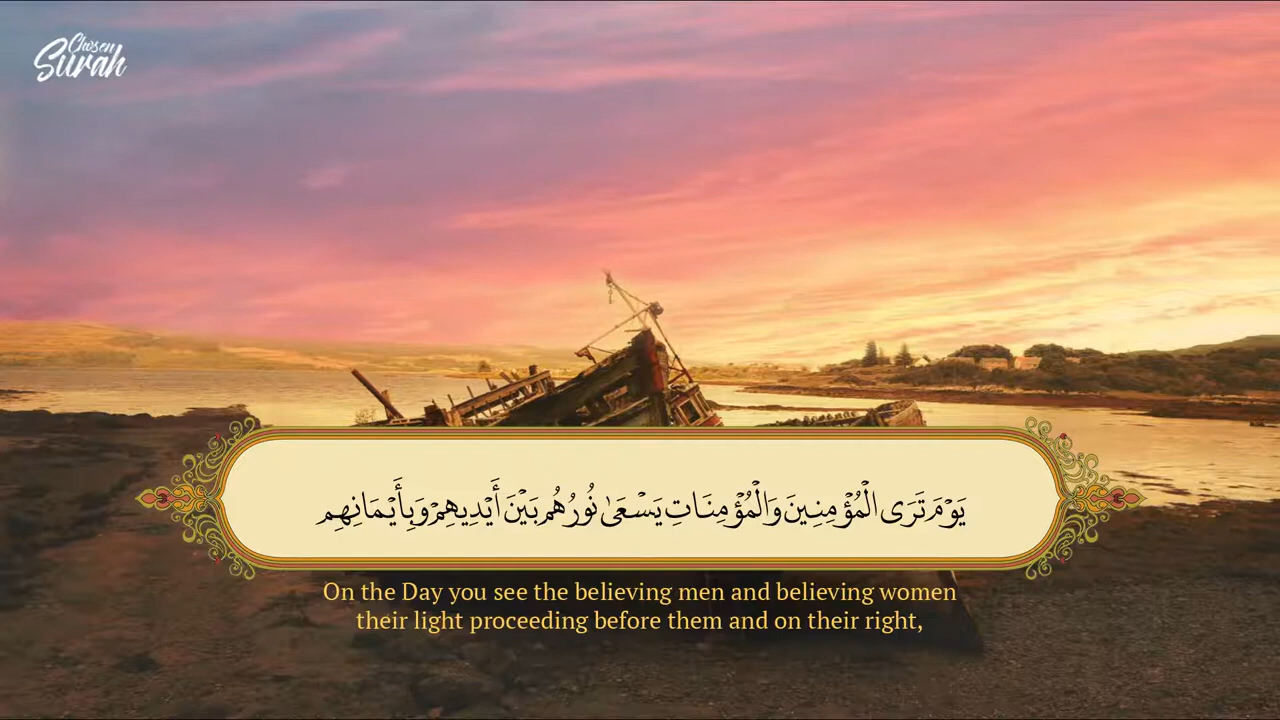 Chosen
Surah
يَوْمَ تَرَى الْمُؤْمِنِينَ وَالْمُؤْمِنَاتِ يَسْعَىٰ نُورُهُم بَيْنَ أَيْدِيهِمْ وَبِأَيْمَانِهِم
On the Day you see the believing men and believing women
their light proceeding before them and on their right,